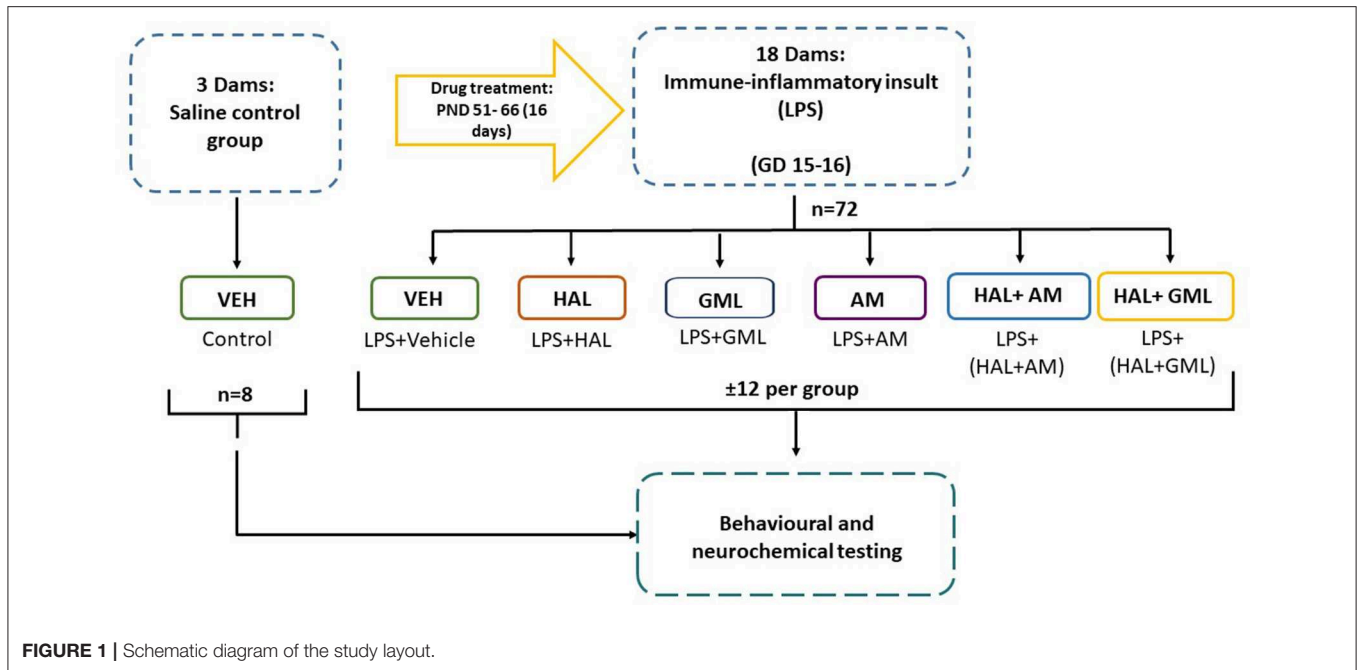 3 Dams:
Saline control
group
Drug treatment:
PND 51- 66 (16
days)
18 Dams:
Immune-inflammatory insult
(LPS)
(GD 15-16)
n=72
VEH
Control
n=8
VEH
LPS+Vehicle
HAL
LPS+HAL
GML
LPS+GML
AM
LPS+AM
HAL+ AM
LPS+
(HAL+AM)
HAL+ GML
LPS+
(HAL+GML)
±12 per group
Behavioural and
neurochemical testing
FIGURE 1 | Schematic diagram of the study layout.